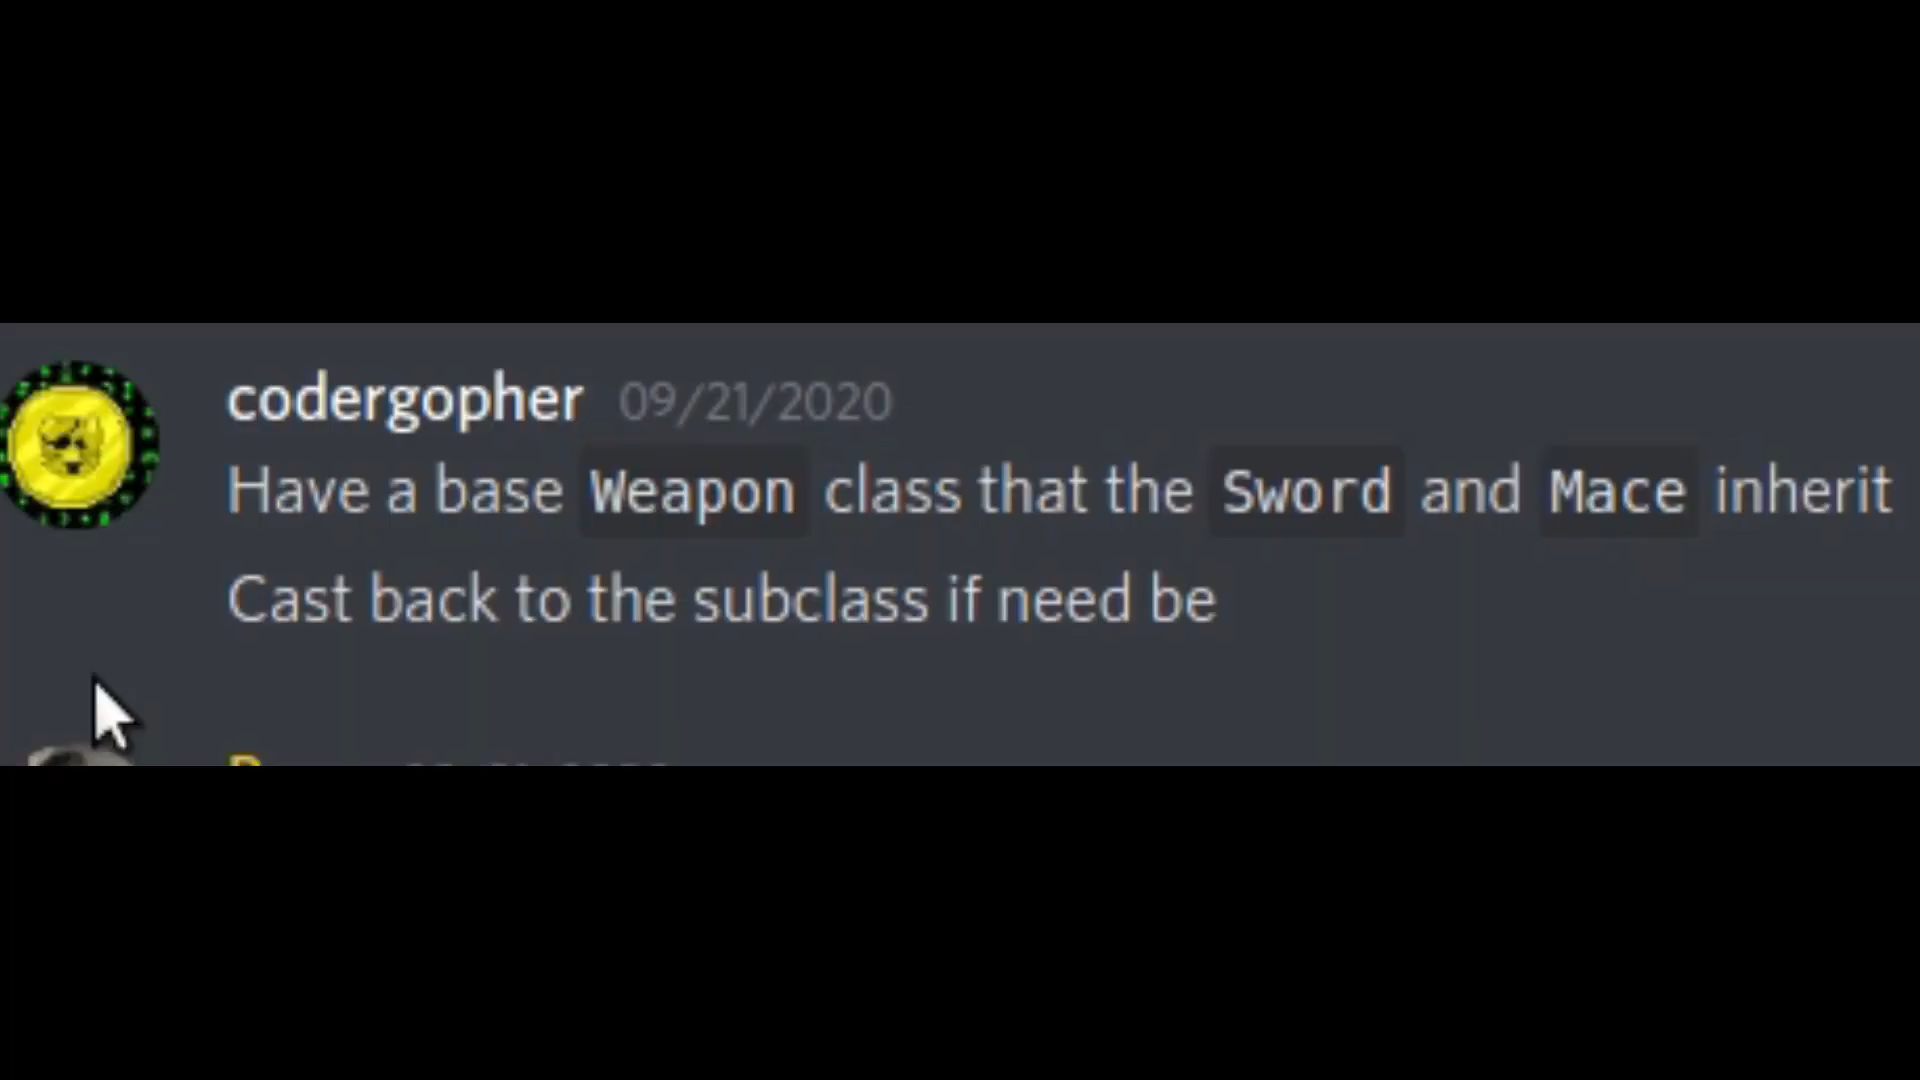 codergopher 09/21/2020
Have a base Weapon class that the Sword and Mace inherit
Cast back to the subclass if need be